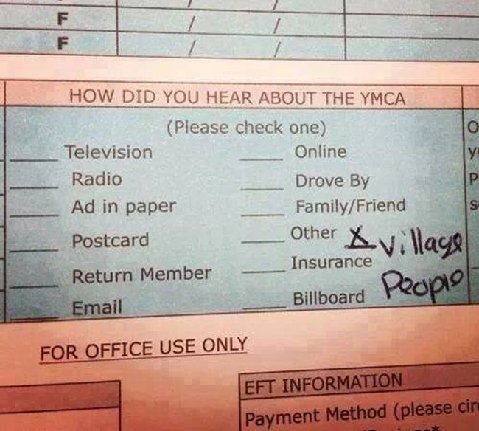 F / /
F / /
HOW DID YOU HEAR ABOUT THE YMCA
(Please check one)
Television Online
Radio Drove By
Ad in paper Family/Friend
Postcard Other X Village
Return Member Insurance People
Email Billboard
FOR OFFICE USE ONLY
EFT INFORMATION
Payment Method (please cir